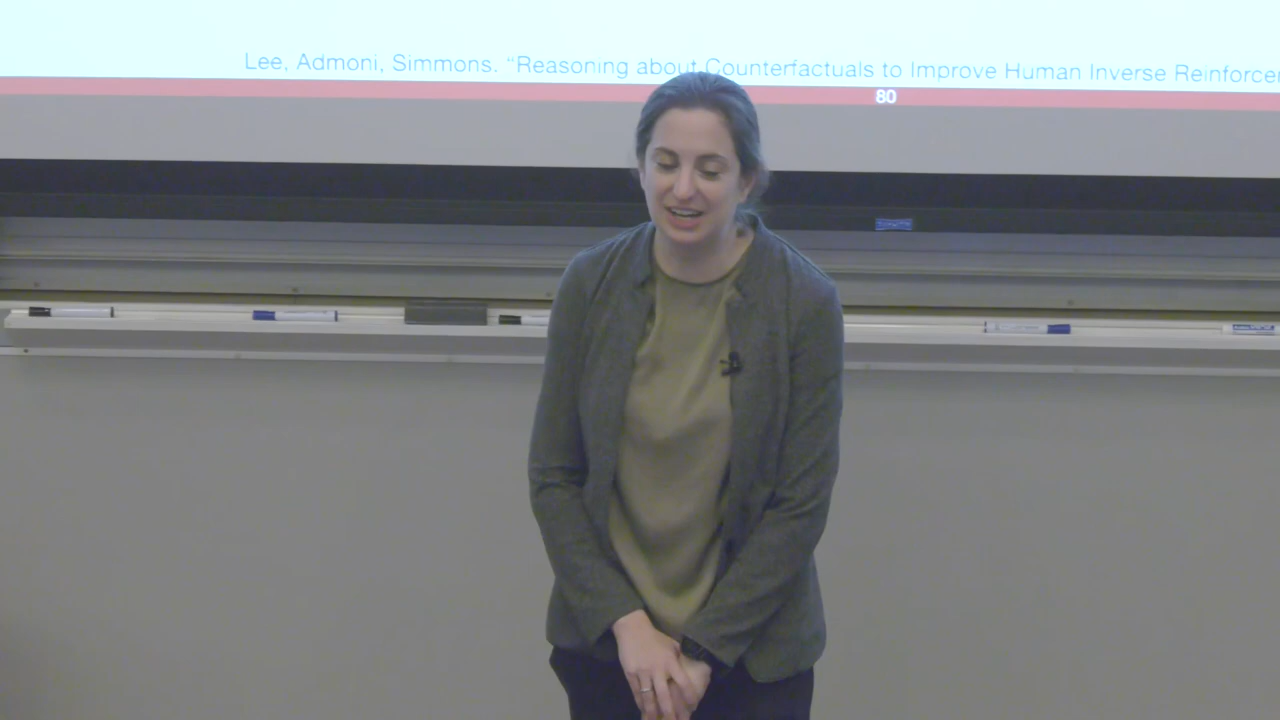 Lee, Admoni, Simmons. “Reasoning about Counterfactuals to Improve Human Inverse Reinforcer
80